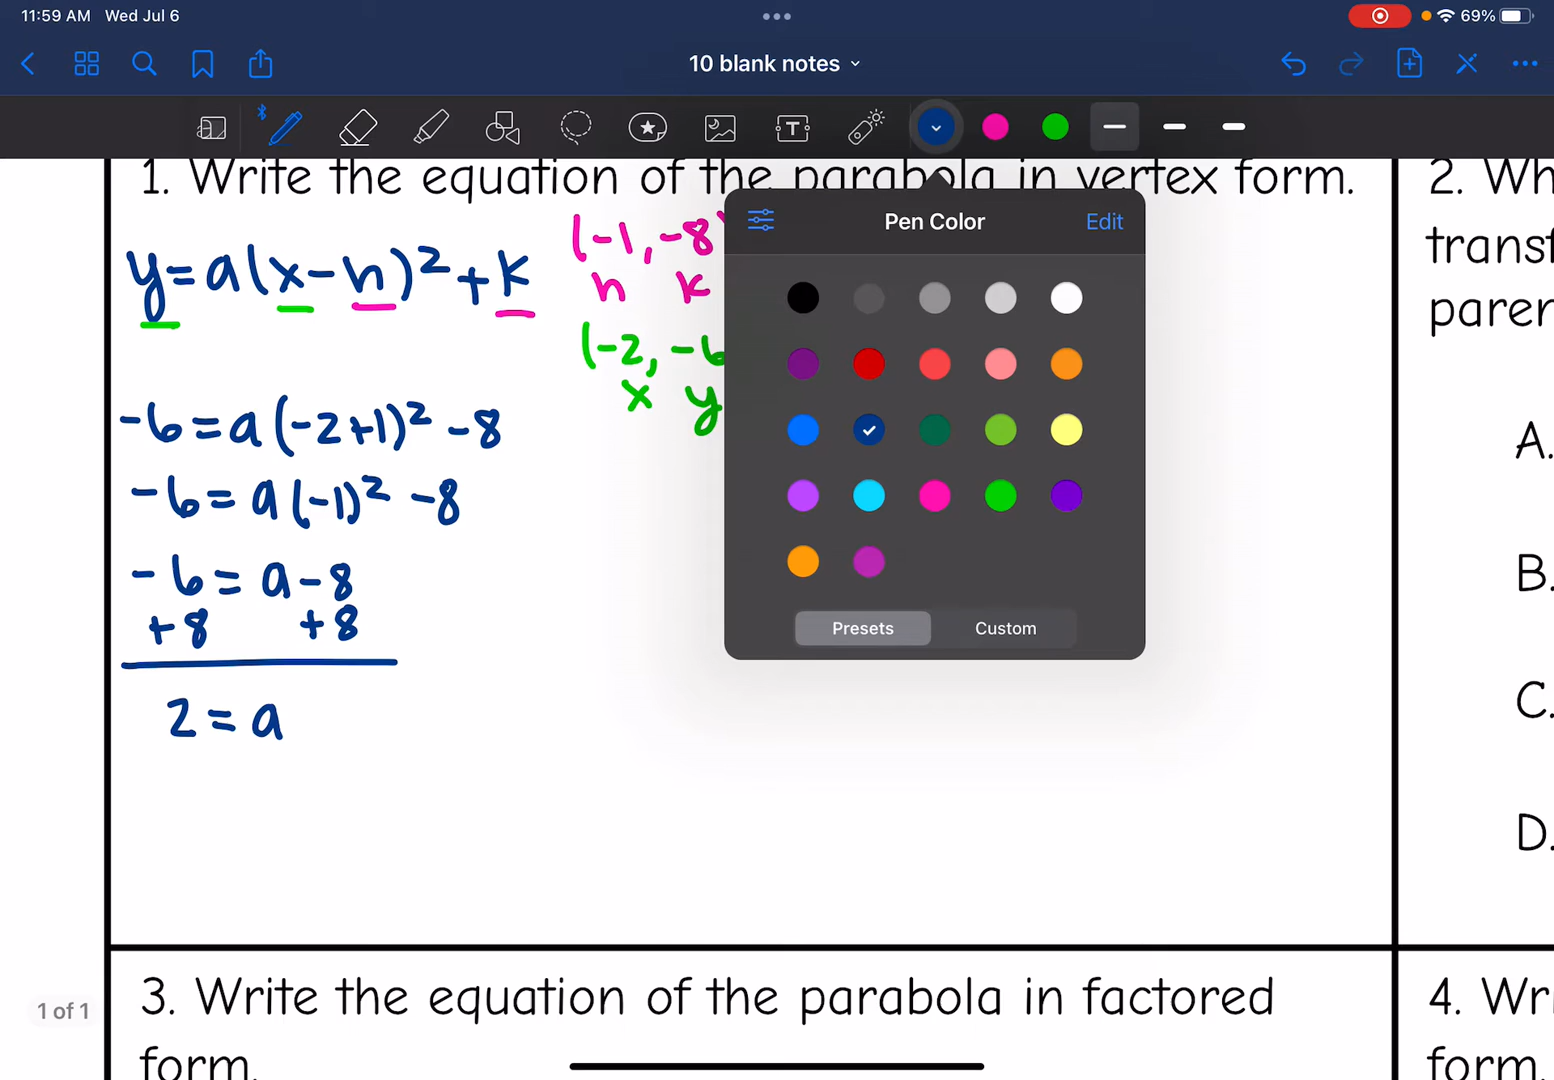 11:59 AM Wed Jul 6
69%
10 blank notes
T
1. Write the equation of the parabola in vertex form.
y = a(x - h)² + k
(-1, -8
h k
(-2, -6
x y
-6 = a(-2+1)² - 8
-6 = a(-1)² - 8
-6 = a - 8
+8 +8
2 = a
Pen Color
Edit
Presets
Custom
2. Wh
transf
paren
A.
B.
C.
D.
1 of 1
3. Write the equation of the parabola in factored
form.
4. Wri
form.